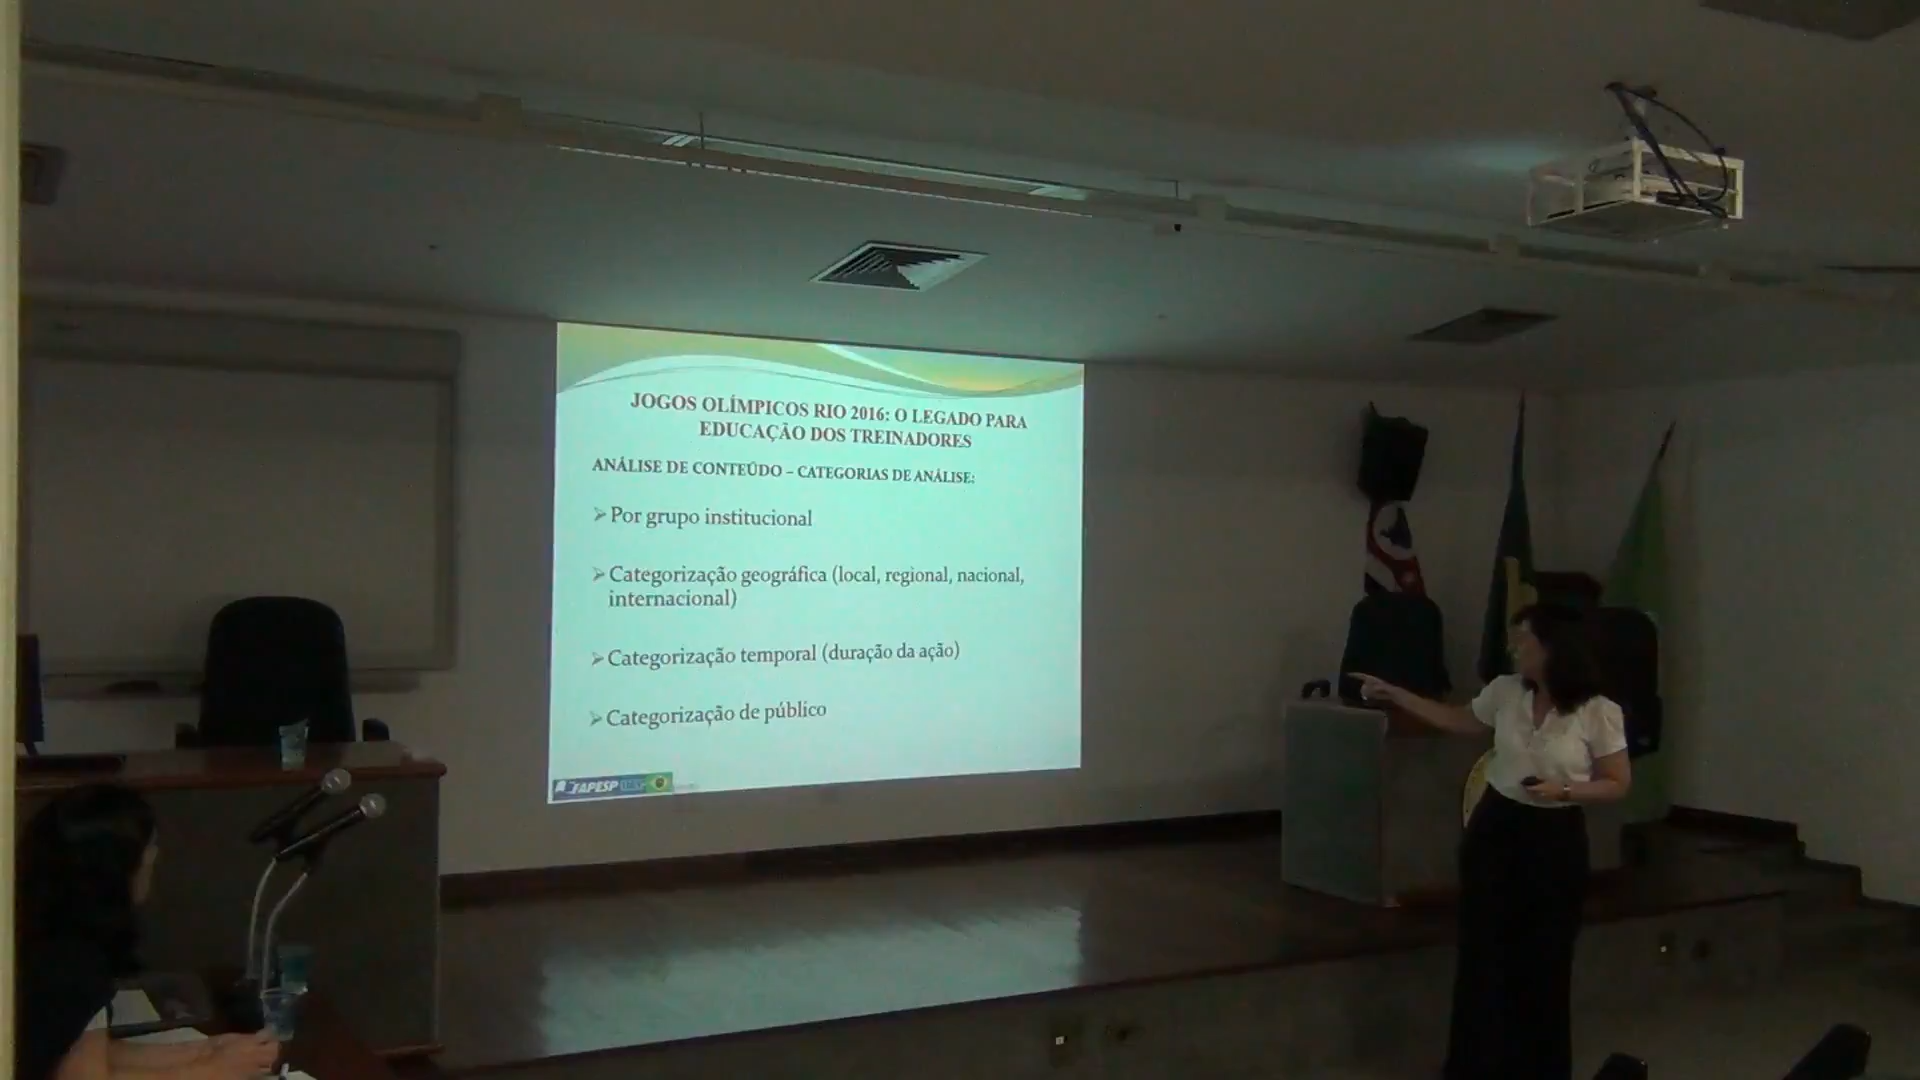 JOGOS OLÍMPICOS RIO 2016: O LEGADO PARA
EDUCAÇÃO DOS TREINADORES
ANÁLISE DE CONTEÚDO – CATEGORIAS DE ANÁLISE:
➢ Por grupo institucional
➢ Categorização geográfica (local, regional, nacional,
internacional)
➢ Categorização temporal (duração da ação)
➢ Categorização de público
FAPESP